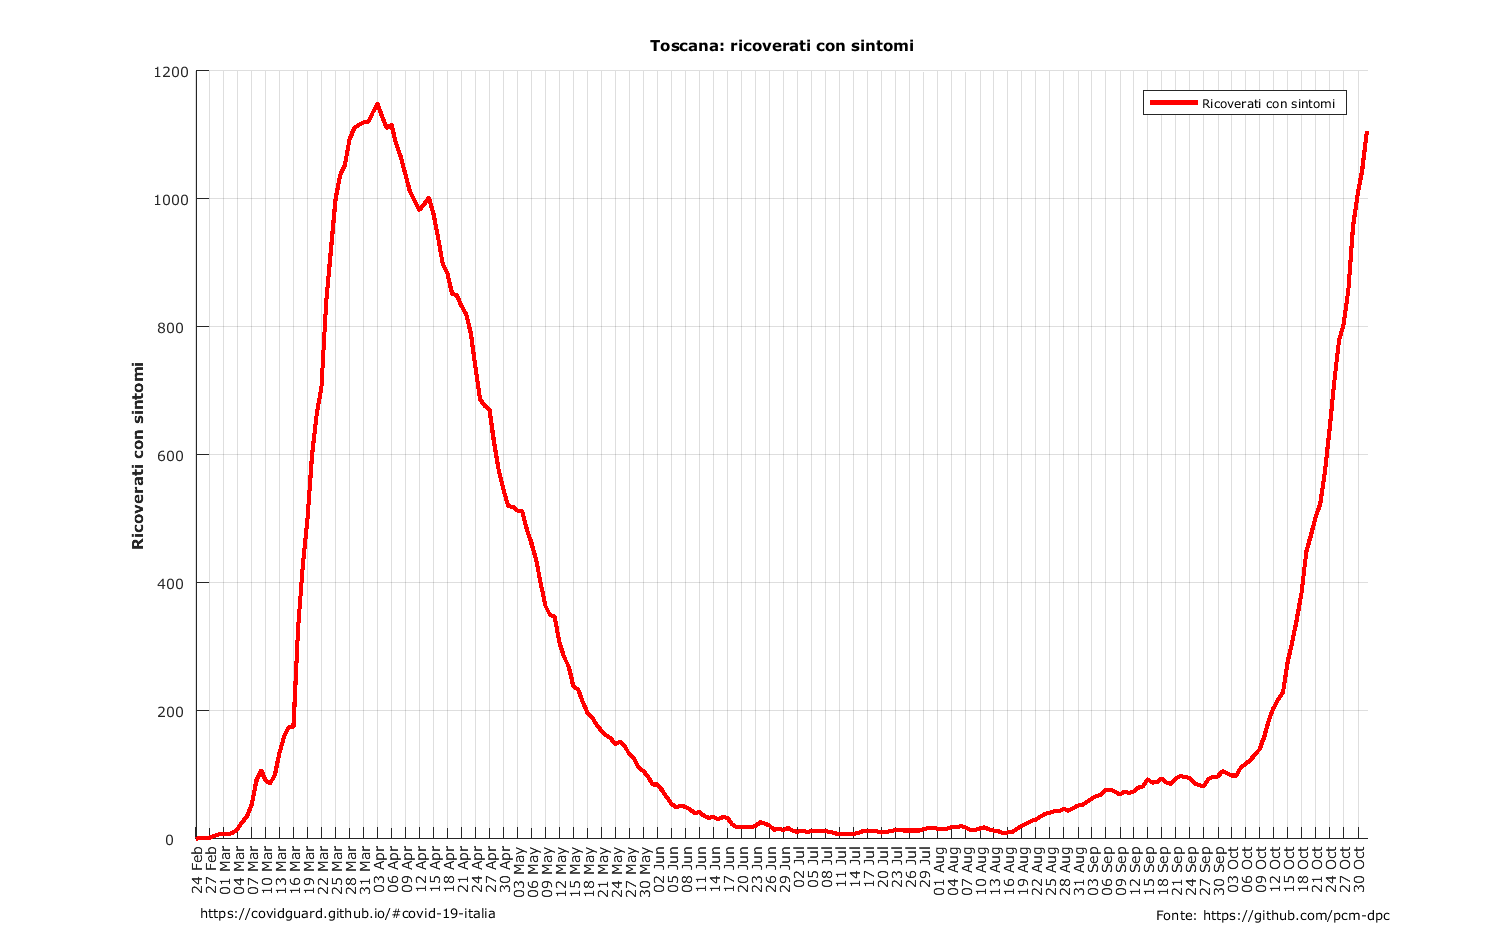 Toscana: ricoverati con sintomi
Ricoverati con sintomi
1200
1000
800
600
400
200
0
Ricoverati con sintomi
24 Feb
27 Feb
01 Mar
04 Mar
07 Mar
10 Mar
13 Mar
16 Mar
19 Mar
22 Mar
25 Mar
28 Mar
31 Mar
03 Apr
06 Apr
09 Apr
12 Apr
15 Apr
18 Apr
21 Apr
24 Apr
27 Apr
30 Apr
03 May
06 May
09 May
12 May
15 May
18 May
21 May
24 May
27 May
30 May
02 Jun
05 Jun
08 Jun
11 Jun
14 Jun
17 Jun
20 Jun
23 Jun
26 Jun
29 Jun
02 Jul
05 Jul
08 Jul
11 Jul
14 Jul
17 Jul
20 Jul
23 Jul
26 Jul
29 Jul
01 Aug
04 Aug
07 Aug
10 Aug
13 Aug
16 Aug
19 Aug
22 Aug
25 Aug
28 Aug
31 Aug
03 Sep
06 Sep
09 Sep
12 Sep
15 Sep
18 Sep
21 Sep
24 Sep
27 Sep
30 Sep
03 Oct
06 Oct
09 Oct
12 Oct
15 Oct
18 Oct
21 Oct
24 Oct
27 Oct
30 Oct
https://covidguard.github.io/#covid-19-italia
Fonte: https://github.com/pcm-dpc